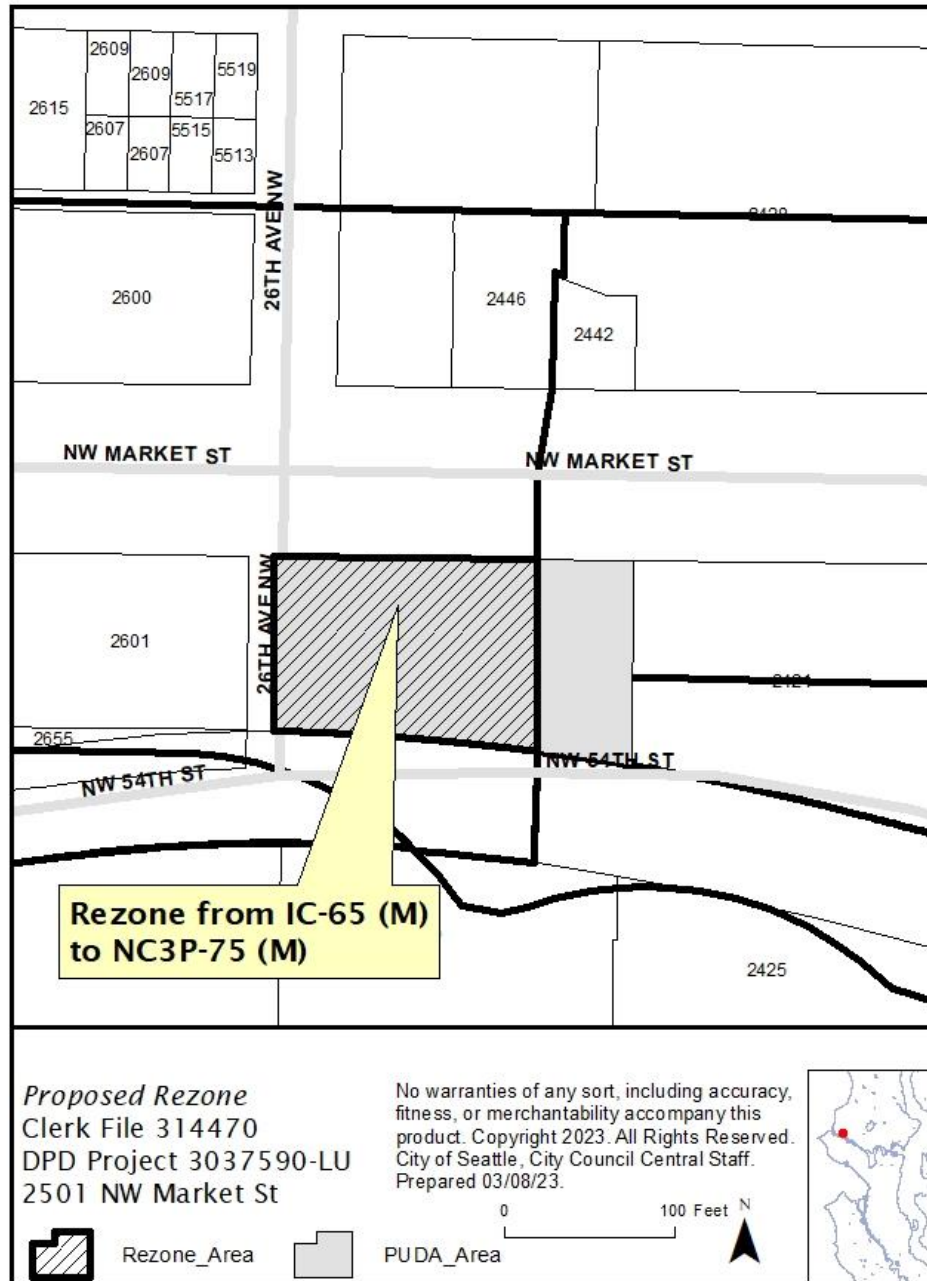 2609
2609
5519
2615
5517
2607
2607
5515
5513
26TH AVE NW
2600
2446
2442
NW MARKET ST
NW MARKET ST
26TH AVE NW
2601
2655
NW 54TH ST
NW 54TH ST
Rezone from IC-65 (M)
to NC3P-75 (M)
2425
Proposed Rezone
Clerk File 314470
DPD Project 3037590-LU
2501 NW Market St
No warranties of any sort, including accuracy,
fitness, or merchantability accompany this
product. Copyright 2023. All Rights Reserved.
City of Seattle, City Council Central Staff.
Prepared 03/08/23.
0 100 Feet N
Rezone_Area PUDA_Area